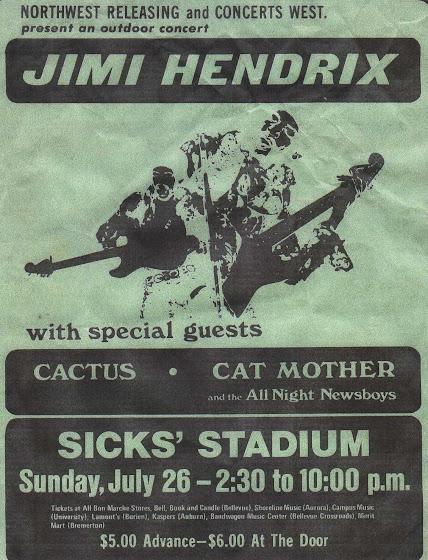 NORTHWEST RELEASING and CONCERTS WEST.
present an outdoor concert
JIMI HENDRIX
with special guests
CACTUS • CAT MOTHER
and the All Night Newsboys
SICKS' STADIUM
Sunday, July 26 – 2:30 to 10:00 p.m.
Tickets at All Bon Marche Stores, Bell, Book and Candle (Bellevue), Shoreline Music (Aurora), Campus Music
(University), Lamont's (Burien), Kaspers (Auburn), Bandwagon Music Center (Bellevue Crossroads), Merit
Mart (Bremerton)
$5.00 Advance—$6.00 At The Door